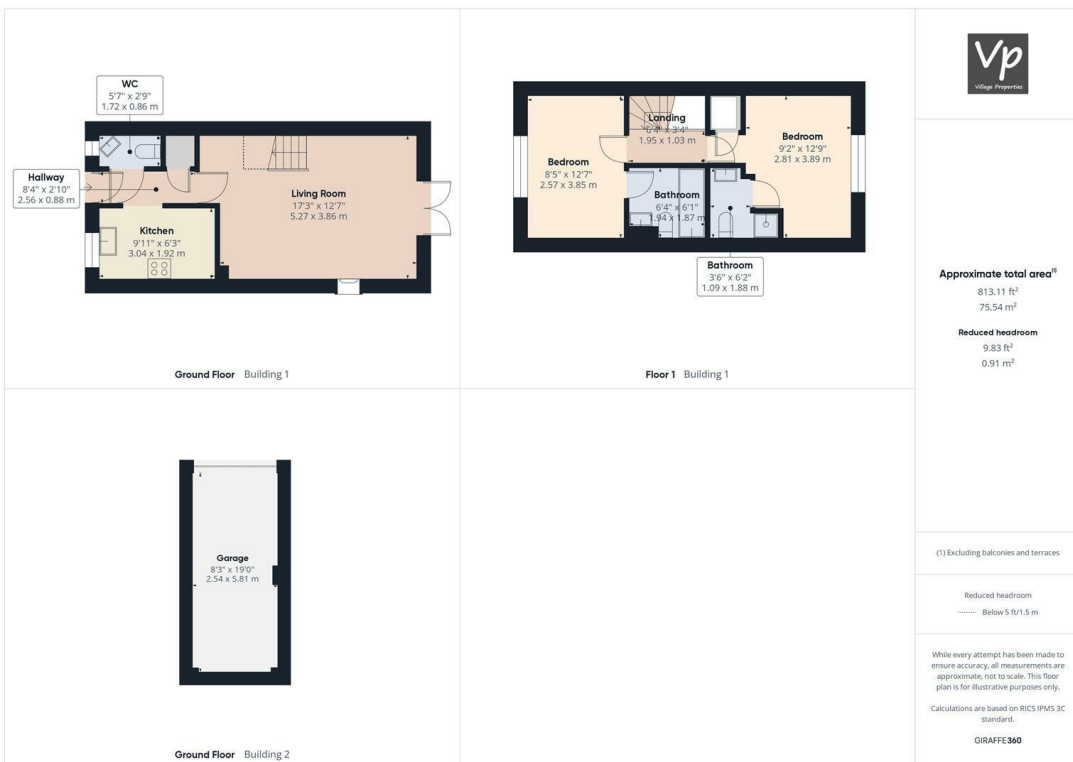 WC
5'7" x 2'9"
1.72 x 0.86 m
Hallway
8'4" x 2'10"
2.56 x 0.88 m
Living Room
17'3" x 12'7"
5.27 x 3.86 m
Kitchen
9'11" x 6'3"
3.04 x 1.92 m
Ground Floor Building 1
Landing
6'4" x 3'4"
1.95 x 1.03 m
Bedroom
8'5" x 12'7"
2.57 x 3.85 m
Bedroom
9'2" x 12'9"
2.81 x 3.89 m
Bathroom
6'4" x 6'1"
1.94 x 1.87 m
Bathroom
3'6" x 6'2"
1.09 x 1.88 m
Floor 1 Building 1
Garage
8'3" x 19'0"
2.54 x 5.81 m
Ground Floor Building 2
Vp
Village Properties
Approximate total area⁽¹⁾
813.11 ft²
75.54 m²
Reduced headroom
9.83 ft²
0.91 m²
(1) Excluding balconies and terraces
Reduced headroom
Below 5 ft/1.5 m
While every attempt has been made to
ensure accuracy, all measurements are
approximate, not to scale. This floor
plan is for illustrative purposes only.
Calculations are based on RICS IPMS 3C
standard.
GIRAFFE360